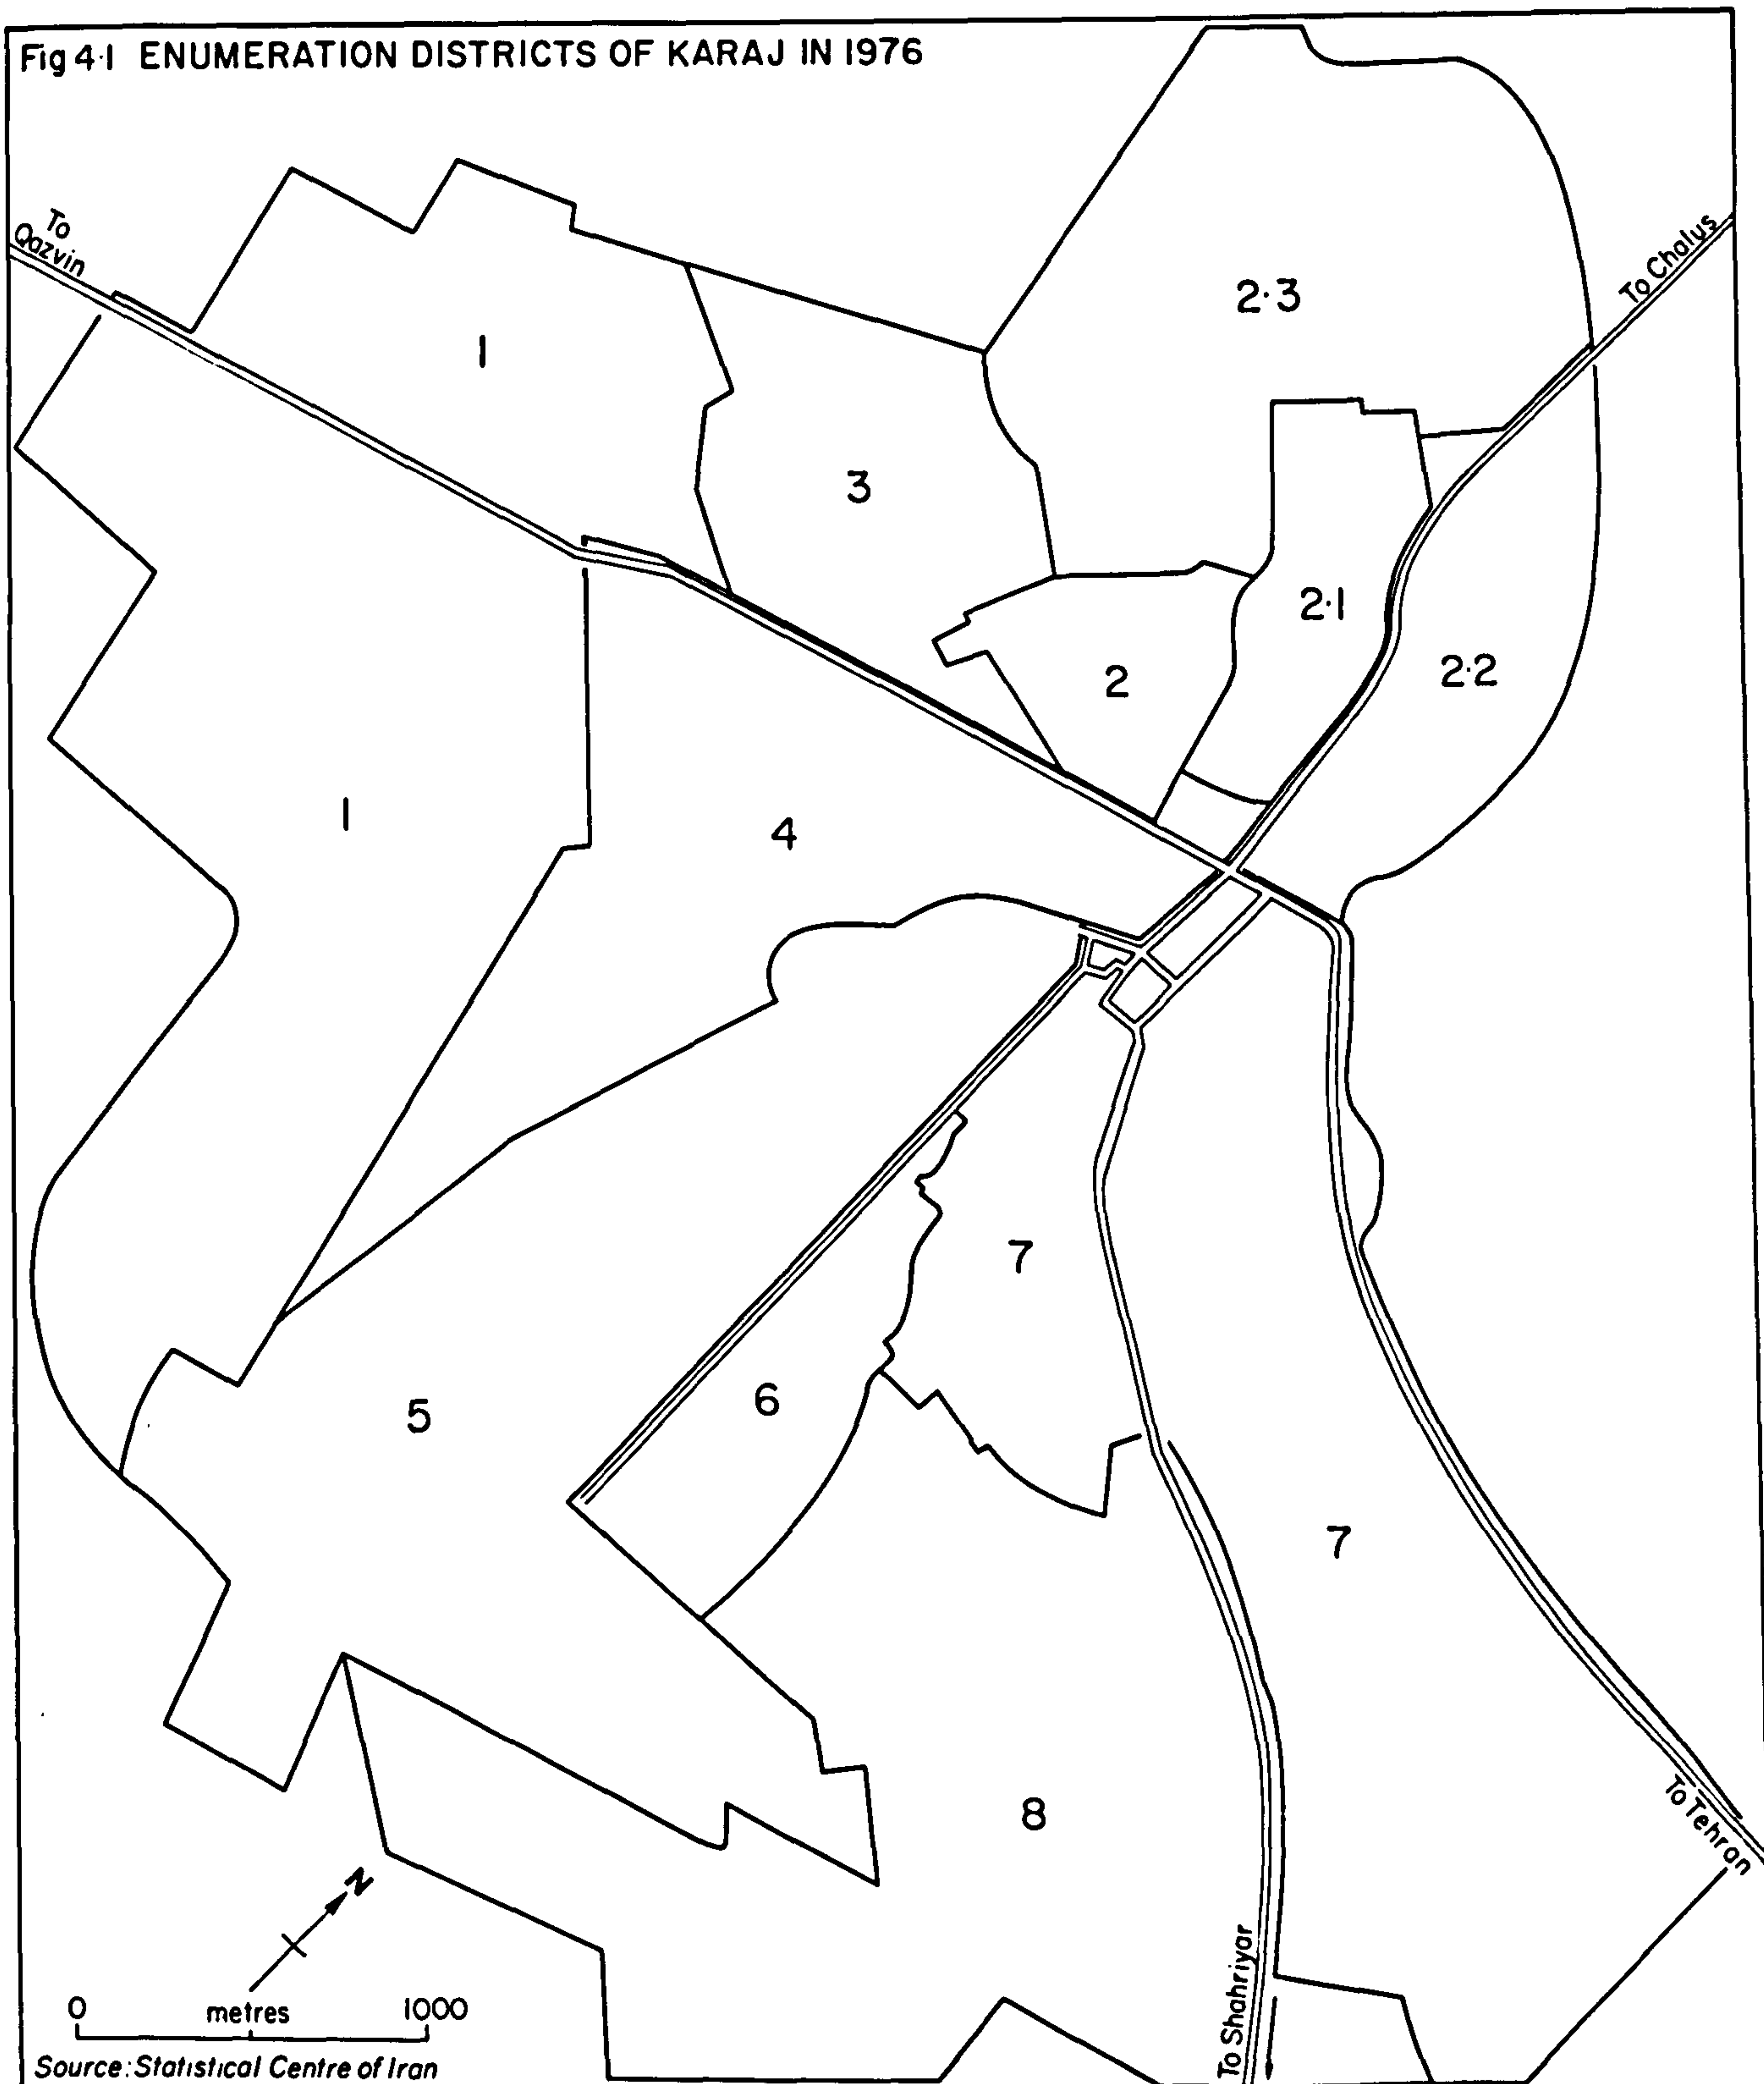 Fig 4·1 ENUMERATION DISTRICTS OF KARAJ IN 1976
To
Qazvin
To Chalus
2·3
1
3
2·1
2·2
2
1
4
7
6
5
7
8
To Tehran
N
To Shahriyar
0 metres 1000
Source: Statistical Centre of Iran